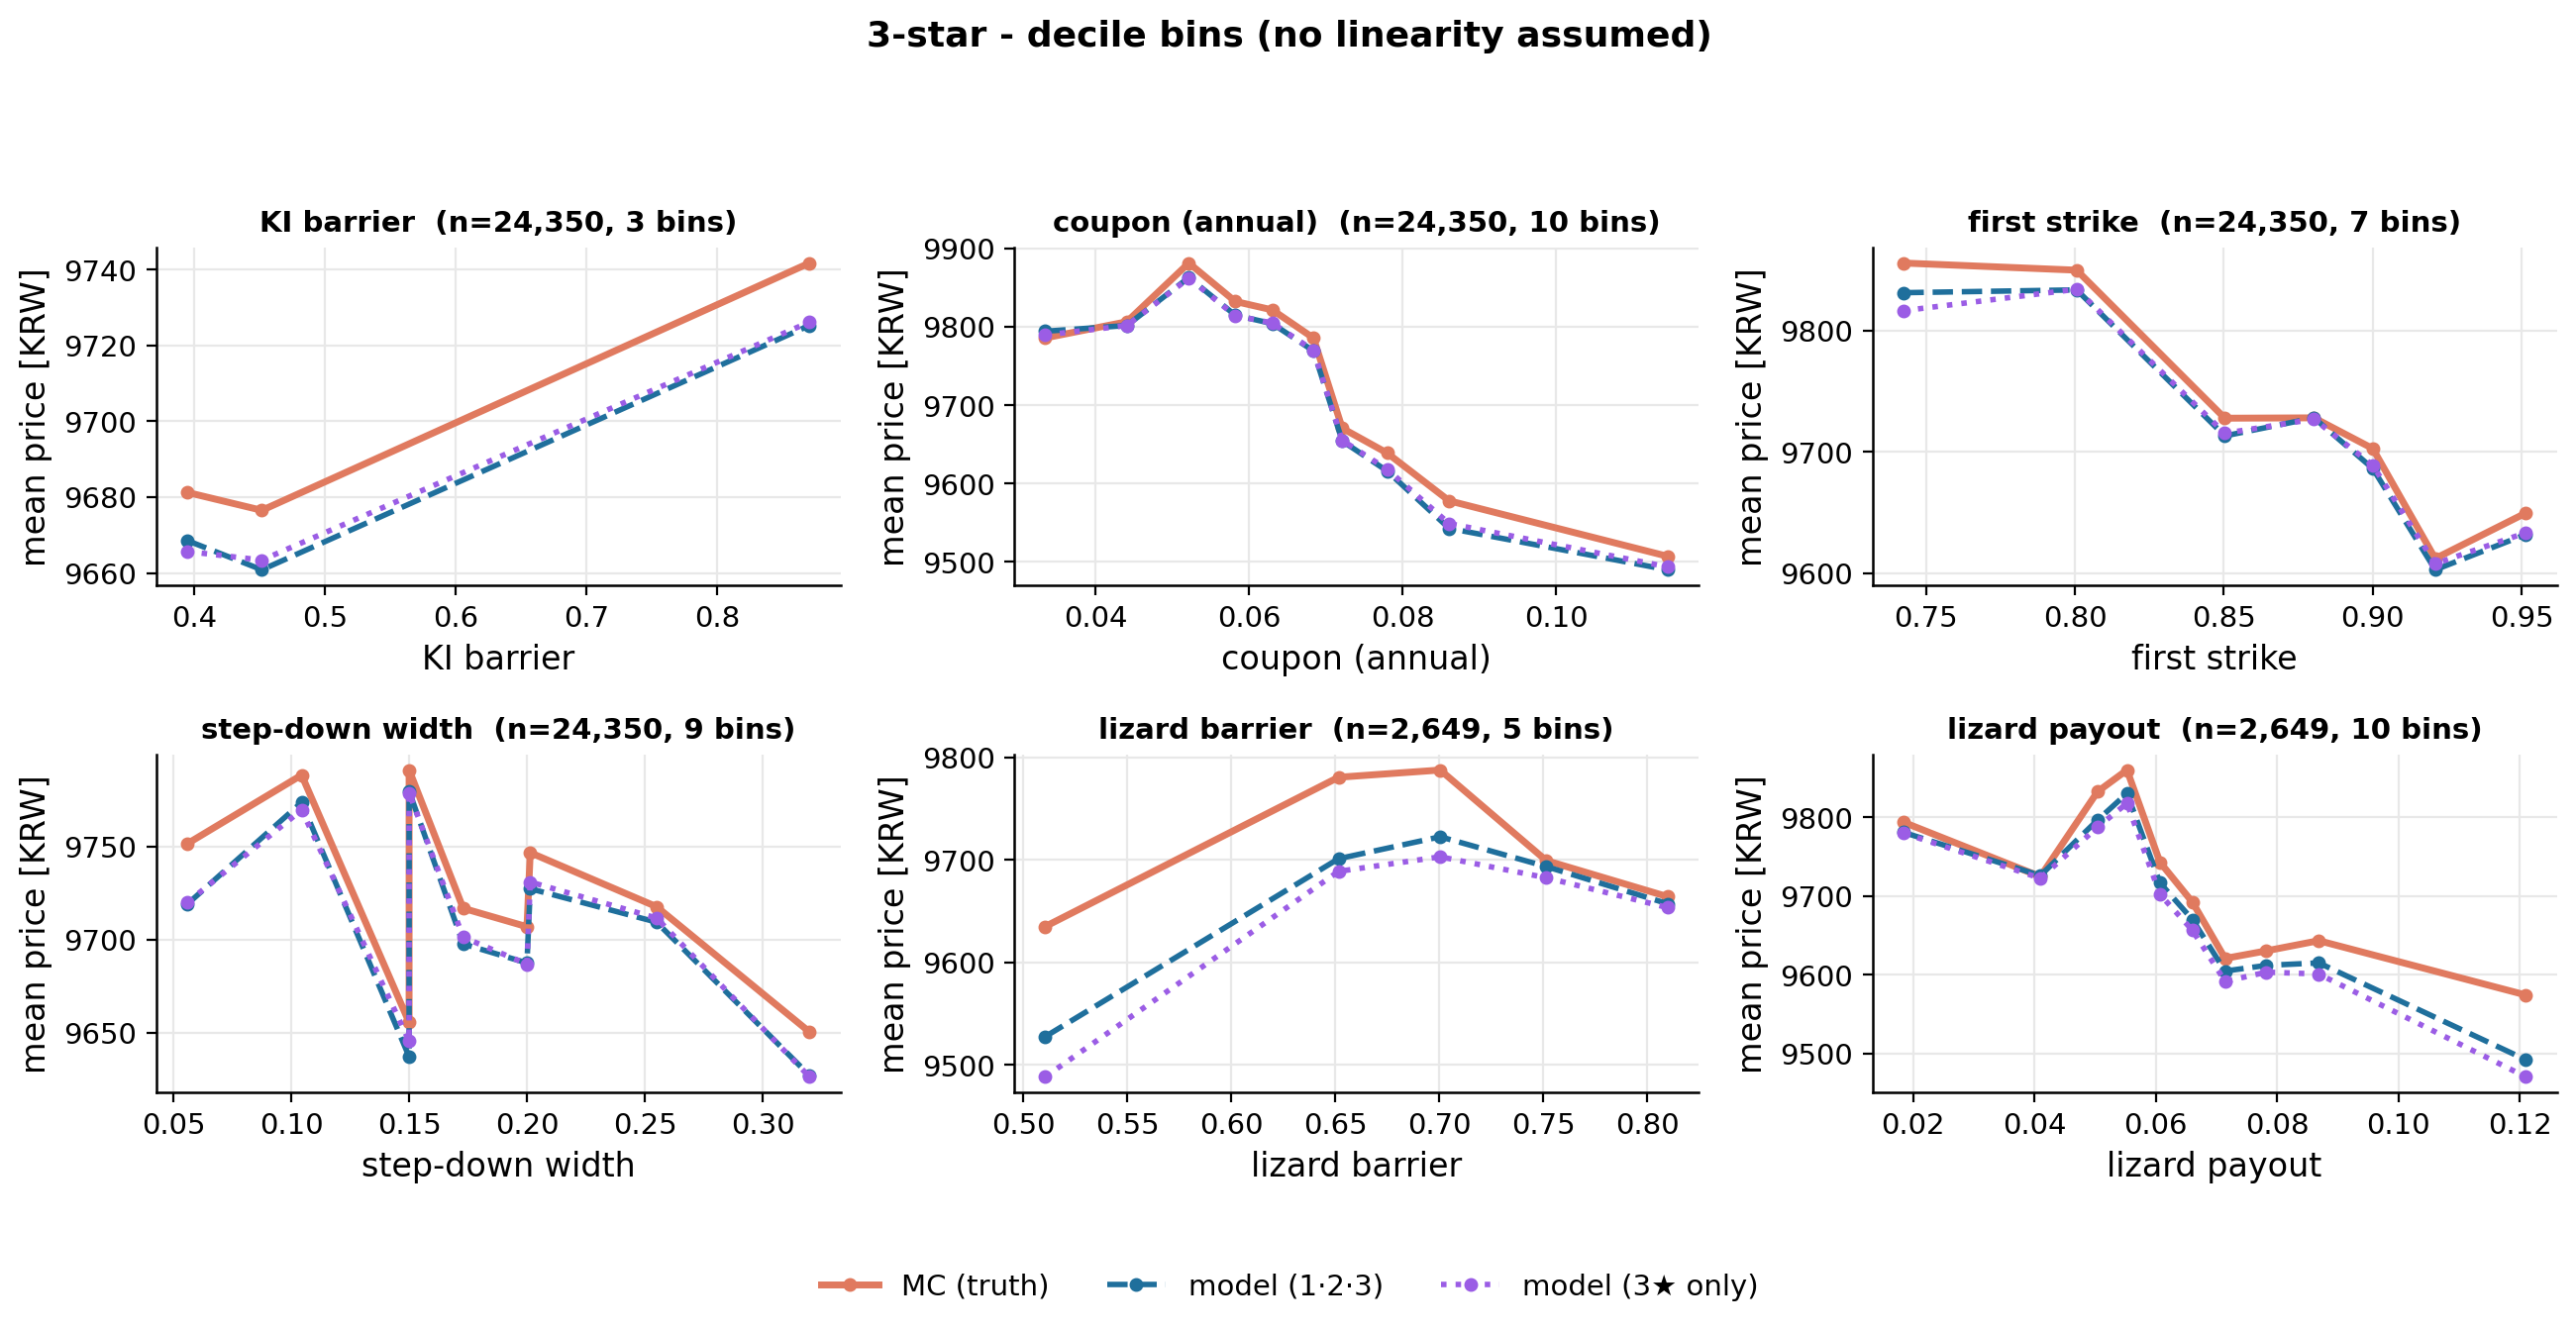 3-star - decile bins (no linearity assumed)
KI barrier  (n=24,350, 3 bins)
mean price [KRW]
9740
9720
9700
9680
9660
0.4 0.5 0.6 0.7 0.8
KI barrier
coupon (annual)  (n=24,350, 10 bins)
mean price [KRW]
9900
9800
9700
9600
9500
0.04 0.06 0.08 0.10
coupon (annual)
first strike  (n=24,350, 7 bins)
mean price [KRW]
9800
9700
9600
0.75 0.80 0.85 0.90 0.95
first strike
step-down width  (n=24,350, 9 bins)
mean price [KRW]
9750
9700
9650
0.05 0.10 0.15 0.20 0.25 0.30
step-down width
lizard barrier  (n=2,649, 5 bins)
mean price [KRW]
9800
9700
9600
9500
0.50 0.55 0.60 0.65 0.70 0.75 0.80
lizard barrier
lizard payout  (n=2,649, 10 bins)
mean price [KRW]
9800
9700
9600
9500
0.02 0.04 0.06 0.08 0.10 0.12
lizard payout
MC (truth) model (1·2·3) model (3★ only)